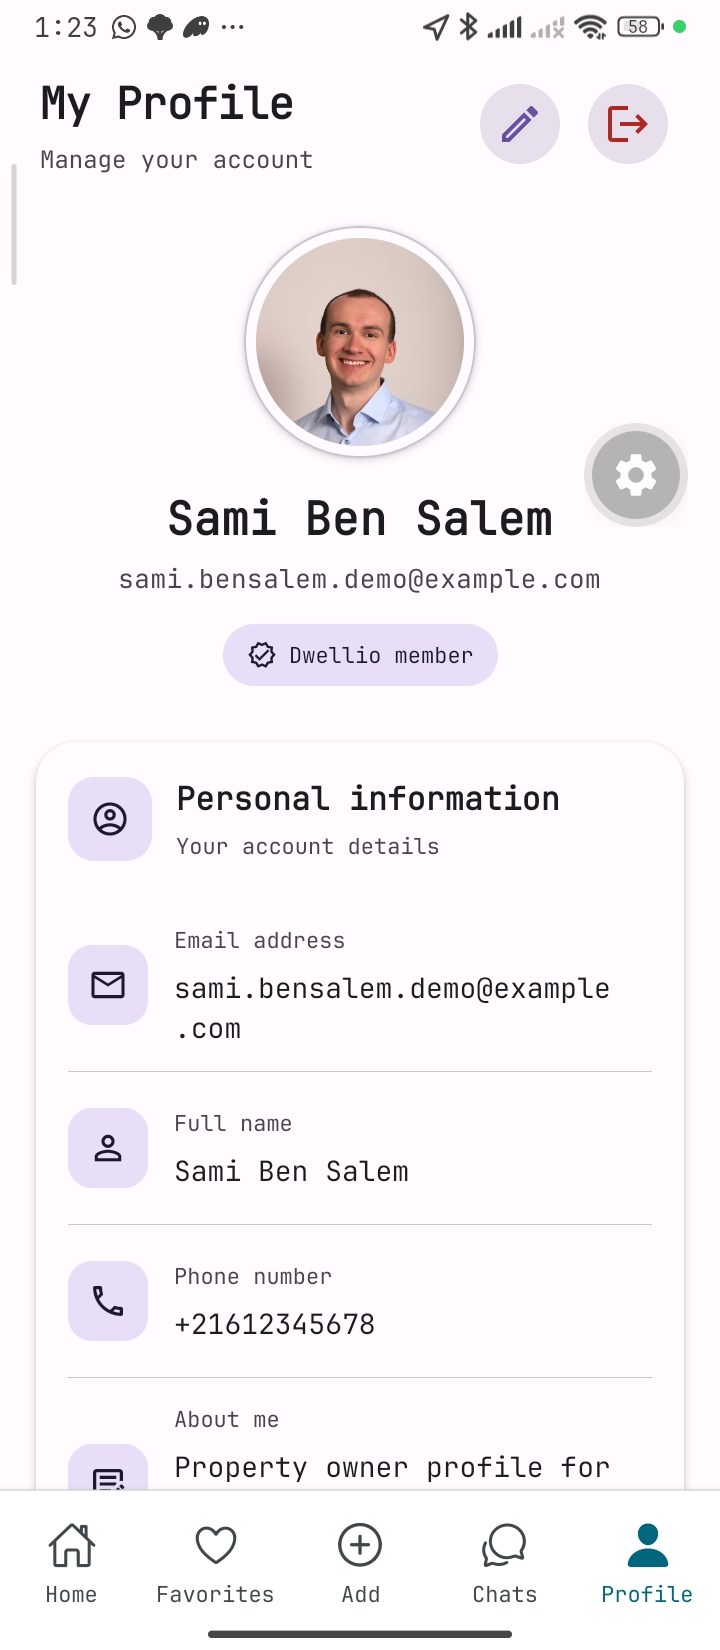 1:23
58
My Profile
Manage your account
Sami Ben Salem
sami.bensalem.demo@example.com
Dwellio member
Personal information
Your account details
Email address
sami.bensalem.demo@example
.com
Full name
Sami Ben Salem
Phone number
+21612345678
About me
Property owner profile for
Home
Favorites
Add
Chats
Profile